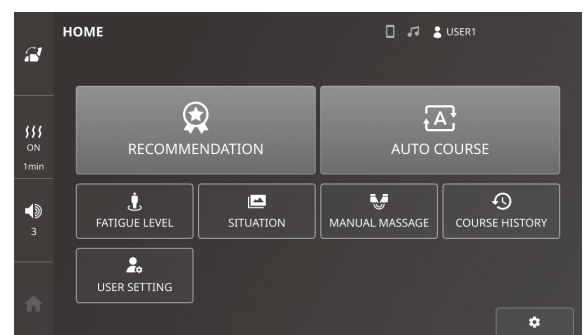 HOME
USER1
ON
1min
3
RECOMMENDATION
A
AUTO COURSE
FATIGUE LEVEL
SITUATION
MANUAL MASSAGE
COURSE HISTORY
USER SETTING